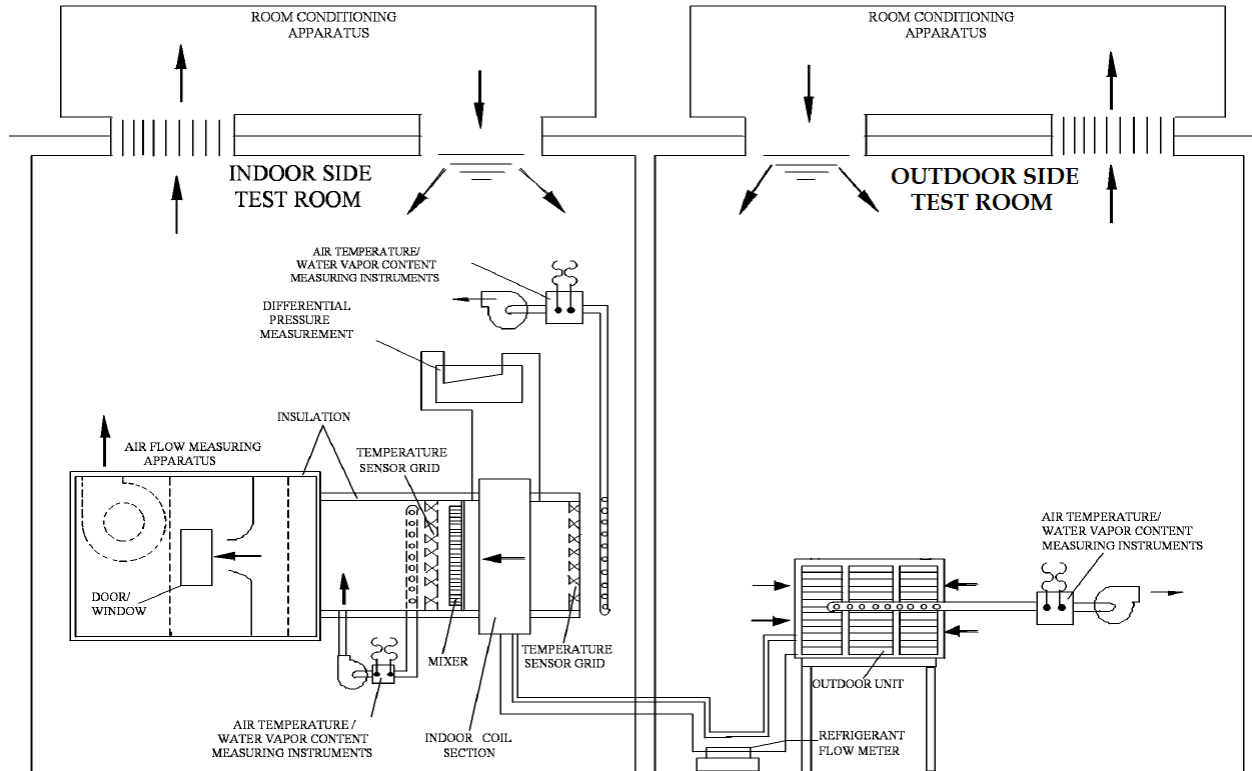 ROOM CONDITIONING
APPARATUS
ROOM CONDITIONING
APPARATUS
INDOOR SIDE
TEST ROOM
OUTDOOR SIDE
TEST ROOM
AIR TEMPERATURE/
WATER VAPOR CONTENT
MEASURING INSTRUMENTS
DIFFERENTIAL
PRESSURE
MEASUREMENT
INSULATION
AIR FLOW MEASURING
APPARATUS
TEMPERATURE
SENSOR GRID
DOOR/
WINDOW
MIXER
TEMPERATURE
SENSOR GRID
AIR TEMPERATURE /
WATER VAPOR CONTENT
MEASURING INSTRUMENTS
INDOOR COIL
SECTION
AIR TEMPERATURE/
WATER VAPOR CONTENT
MEASURING INSTRUMENTS
OUTDOOR UNIT
REFRIGERANT
FLOW METER